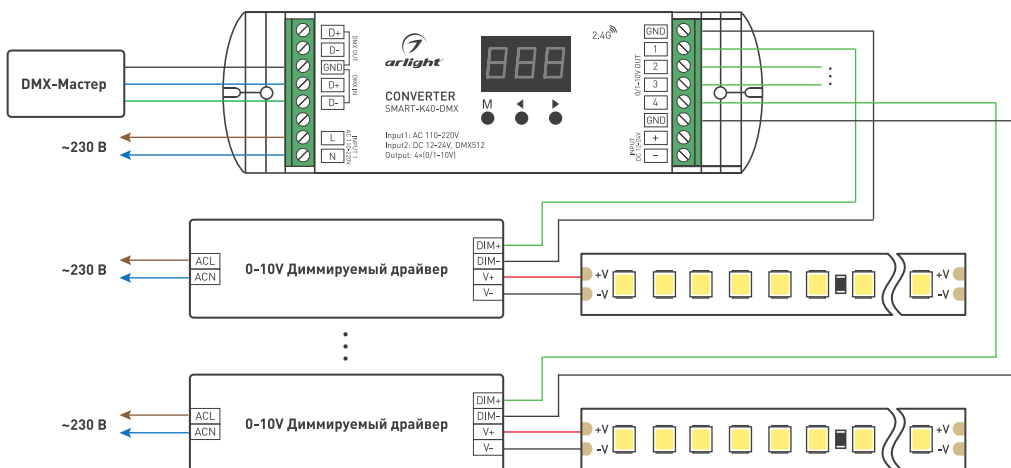 DMX-Мастер
~230 В
D+
D-
GND
D+
D-
L
N
DMX OUT
DMX IN
INPUT 1
AC 110-220V
arlight
CONVERTER
SMART-K40-DMX
Input1: AC 110-220V
Input2: DC 12-24V, DMX512
Output: 4×(0/1-10V)
888
M
2.4G
GND
1
2
3
4
GND
+
–
0/1-10V OUT
INPUT
DC 12-24V
~230 В
ACL
ACN
0-10V Диммируемый драйвер
DIM+
DIM-
V+
V-
+V
-V
+V
-V
~230 В
ACL
ACN
0-10V Диммируемый драйвер
DIM+
DIM-
V+
V-
+V
-V
+V
-V